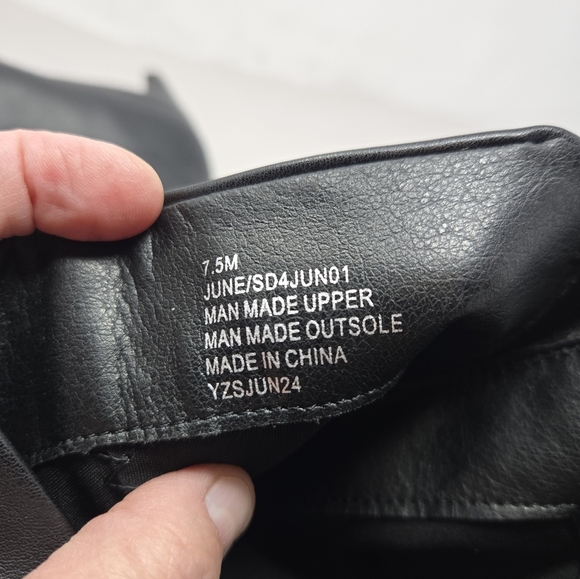 7.5M
JUNE/SD4JUN01
MAN MADE UPPER
MAN MADE OUTSOLE
MADE IN CHINA
YZSJUN24